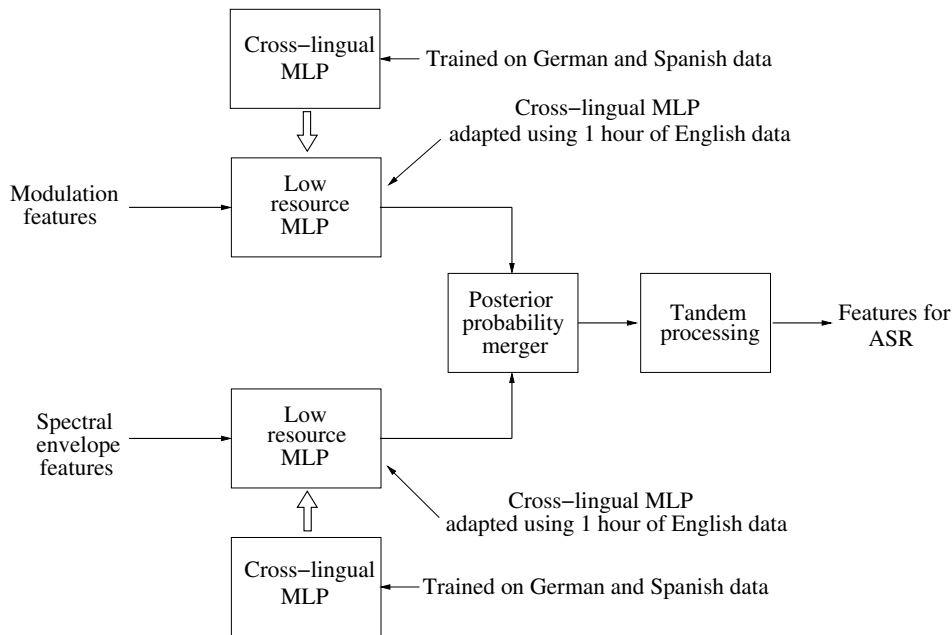 Cross−lingual
MLP
Trained on German and Spanish data
Cross−lingual MLP
adapted using 1 hour of English data
Modulation
features
Low
resource
MLP
Posterior
probability
merger
Tandem
processing
Features for
ASR
Spectral
envelope
features
Low
resource
MLP
Cross−lingual MLP
adapted using 1 hour of English data
Cross−lingual
MLP
Trained on German and Spanish data